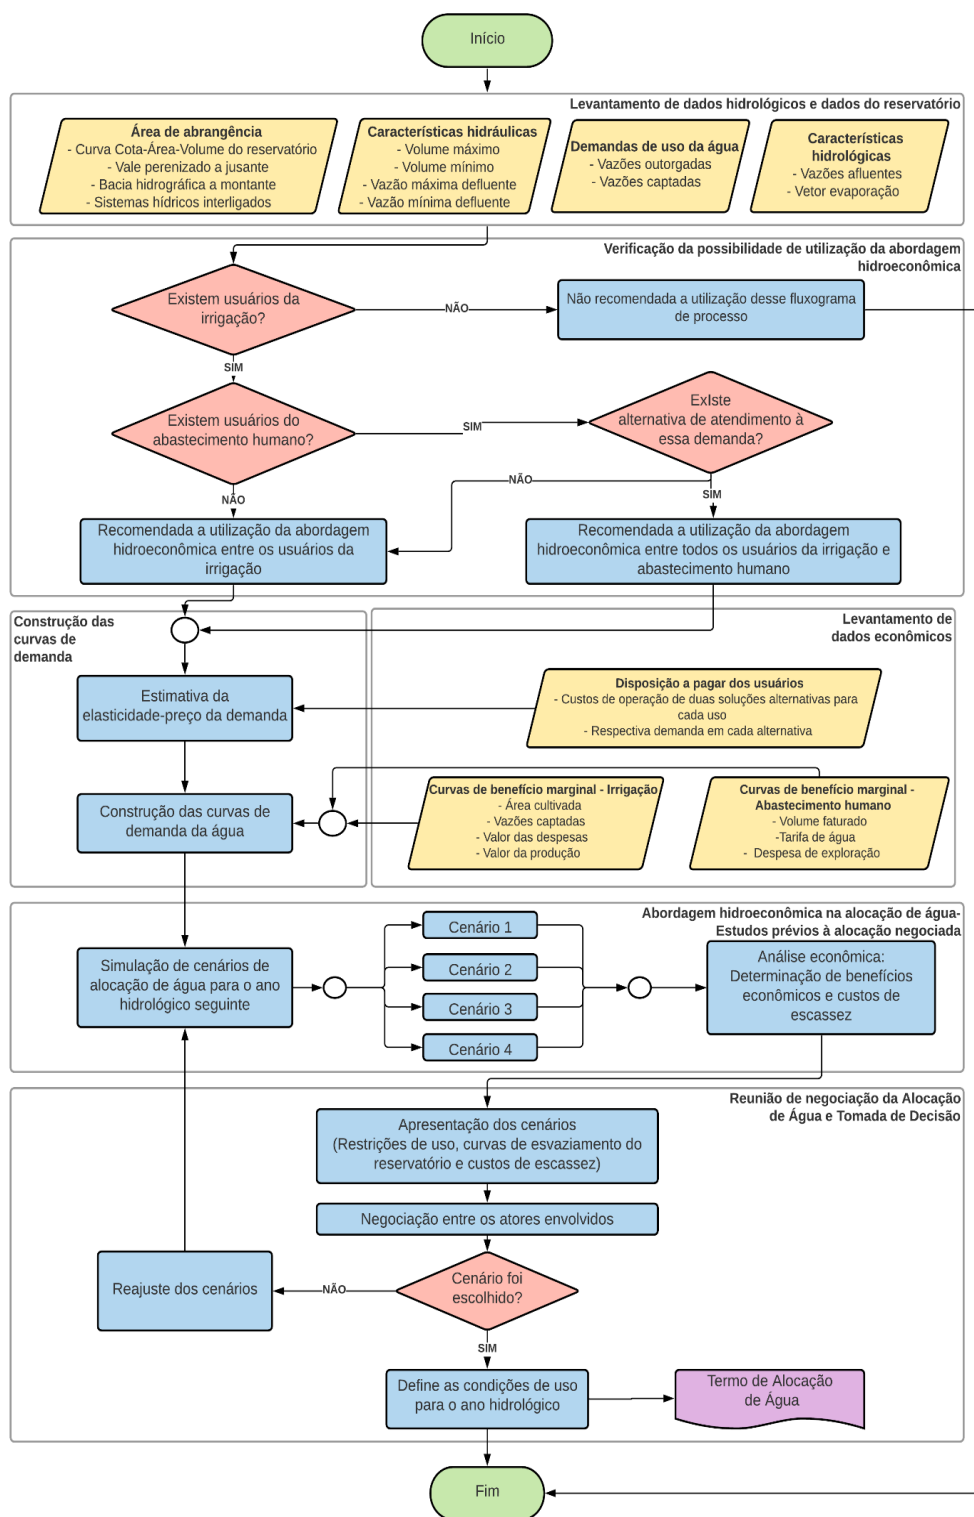 Início
Levantamento de dados hidrológicos e dados do reservatório
Área de abrangência
- Curva Cota-Área-Volume do reservatório
- Vale perenizado a jusante
- Bacia hidrográfica a montante
- Sistemas hídricos interligados
Características hidráulicas
- Volume máximo
- Volume mínimo
- Vazão máxima defluente
- Vazão mínima defluente
Demandas de uso da água
- Vazões outorgadas
- Vazões captadas
Características
hidrológicas
- Vazões afluentes
- Vetor evaporação
Verificação da possibilidade de utilização da abordagem
hidroeconômica
Existem usuários da
irrigação?
NÃO
Não recomendada a utilização desse fluxograma
de processo
SIM
Existem usuários do
abastecimento humano?
SIM
ExIste
alternativa de atendimento à
essa demanda?
NÃO
NÃO
SIM
Recomendada a utilização da abordagem
hidroeconômica entre os usuários da
irrigação
Recomendada a utilização da abordagem
hidroeconômica entre todos os usuários da irrigação e
abastecimento humano
Construção das
curvas de
demanda
Levantamento de
dados econômicos
Estimativa da
elasticidade-preço da demanda
Disposição a pagar dos usuários
- Custos de operação de duas soluções alternativas para
cada uso
- Respectiva demanda em cada alternativa
Construção das curvas de
demanda da água
Curvas de benefício marginal - Irrigação
- Área cultivada
- Vazões captadas
- Valor das despesas
- Valor da produção
Curvas de benefício marginal -
Abastecimento humano
- Volume faturado
-Tarifa de água
- Despesa de exploração
Abordagem hidroeconômica na alocação de água-
Estudos prévios à alocação negociada
Simulação de cenários de
alocação de água para o ano
hidrológico seguinte
Cenário 1
Cenário 2
Cenário 3
Cenário 4
Análise econômica:
Determinação de benefícios
econômicos e custos de
escassez
Reunião de negociação da Alocação
de Água e Tomada de Decisão
Apresentação dos cenários
(Restrições de uso, curvas de esvaziamento do
reservatório e custos de escassez)
Negociação entre os atores envolvidos
Cenário foi
escolhido?
NÃO
Reajuste dos cenários
SIM
Define as condições de uso
para o ano hidrológico
Termo de Alocação
de Água
Fim